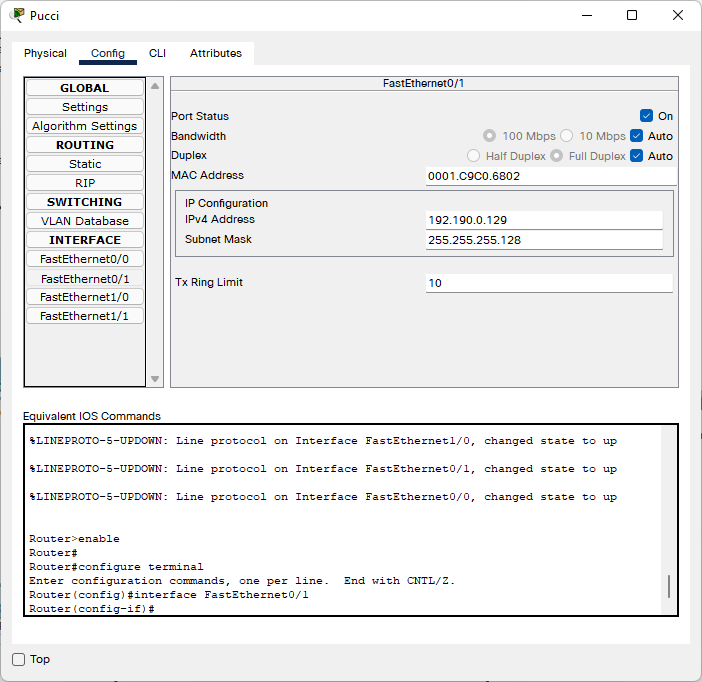 Pucci
Physical Config CLI Attributes
GLOBAL
Settings
Algorithm Settings
ROUTING
Static
RIP
SWITCHING
VLAN Database
INTERFACE
FastEthernet0/0
FastEthernet0/1
FastEthernet1/0
FastEthernet1/1
FastEthernet0/1
Port Status On
Bandwidth 100 Mbps 10 Mbps Auto
Duplex Half Duplex Full Duplex Auto
MAC Address 0001.C9C0.6802
IP Configuration
IPv4 Address 192.190.0.129
Subnet Mask 255.255.255.128
Tx Ring Limit 10
Equivalent IOS Commands
%LINEPROTO-5-UPDOWN: Line protocol on Interface FastEthernet1/0, changed state to up
%LINEPROTO-5-UPDOWN: Line protocol on Interface FastEthernet0/1, changed state to up
%LINEPROTO-5-UPDOWN: Line protocol on Interface FastEthernet0/0, changed state to up
Router>enable
Router#
Router#configure terminal
Enter configuration commands, one per line.  End with CNTL/Z.
Router(config)#interface FastEthernet0/1
Router(config-if)#
Top